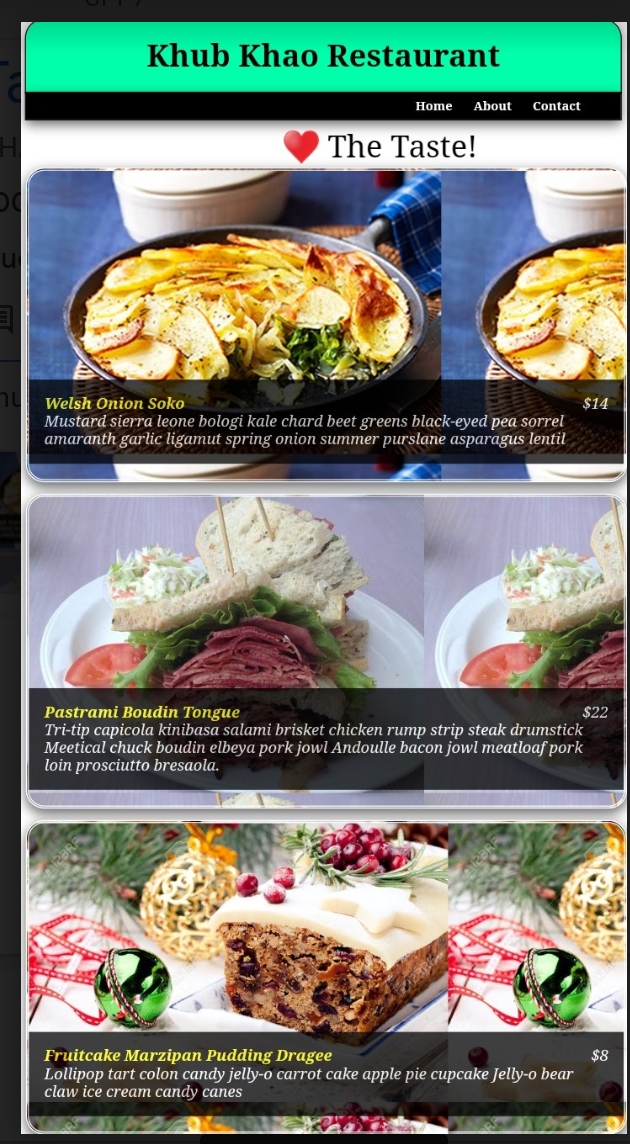 Khub Khao Restaurant
Home About Contact
❤️ The Taste!
Welsh Onion Soko $14
Mustard sierra leone bologi kale chard beet greens black-eyed pea sorrel
amaranth garlic ligamut spring onion summer purslane asparagus lentil
Pastrami Boudin Tongue $22
Tri-tip capicola kinibasa salami brisket chicken rump strip steak drumstick
Meetical chuck boudin elbeya pork jowl Andoulle bacon jowl meatloaf pork
loin prosciutto bresaola.
Fruitcake Marzipan Pudding Dragee $8
Lollipop tart colon candy jelly-o carrot cake apple pie cupcake Jelly-o bear
claw ice cream candy canes